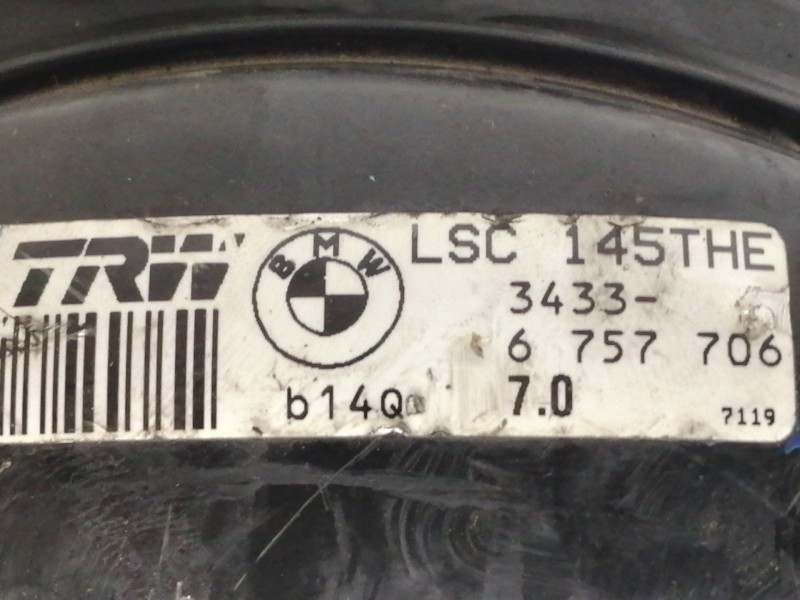 TRW
BMW
LSC 145THE
3433-
6 757 706
b14Q
7.0
7119